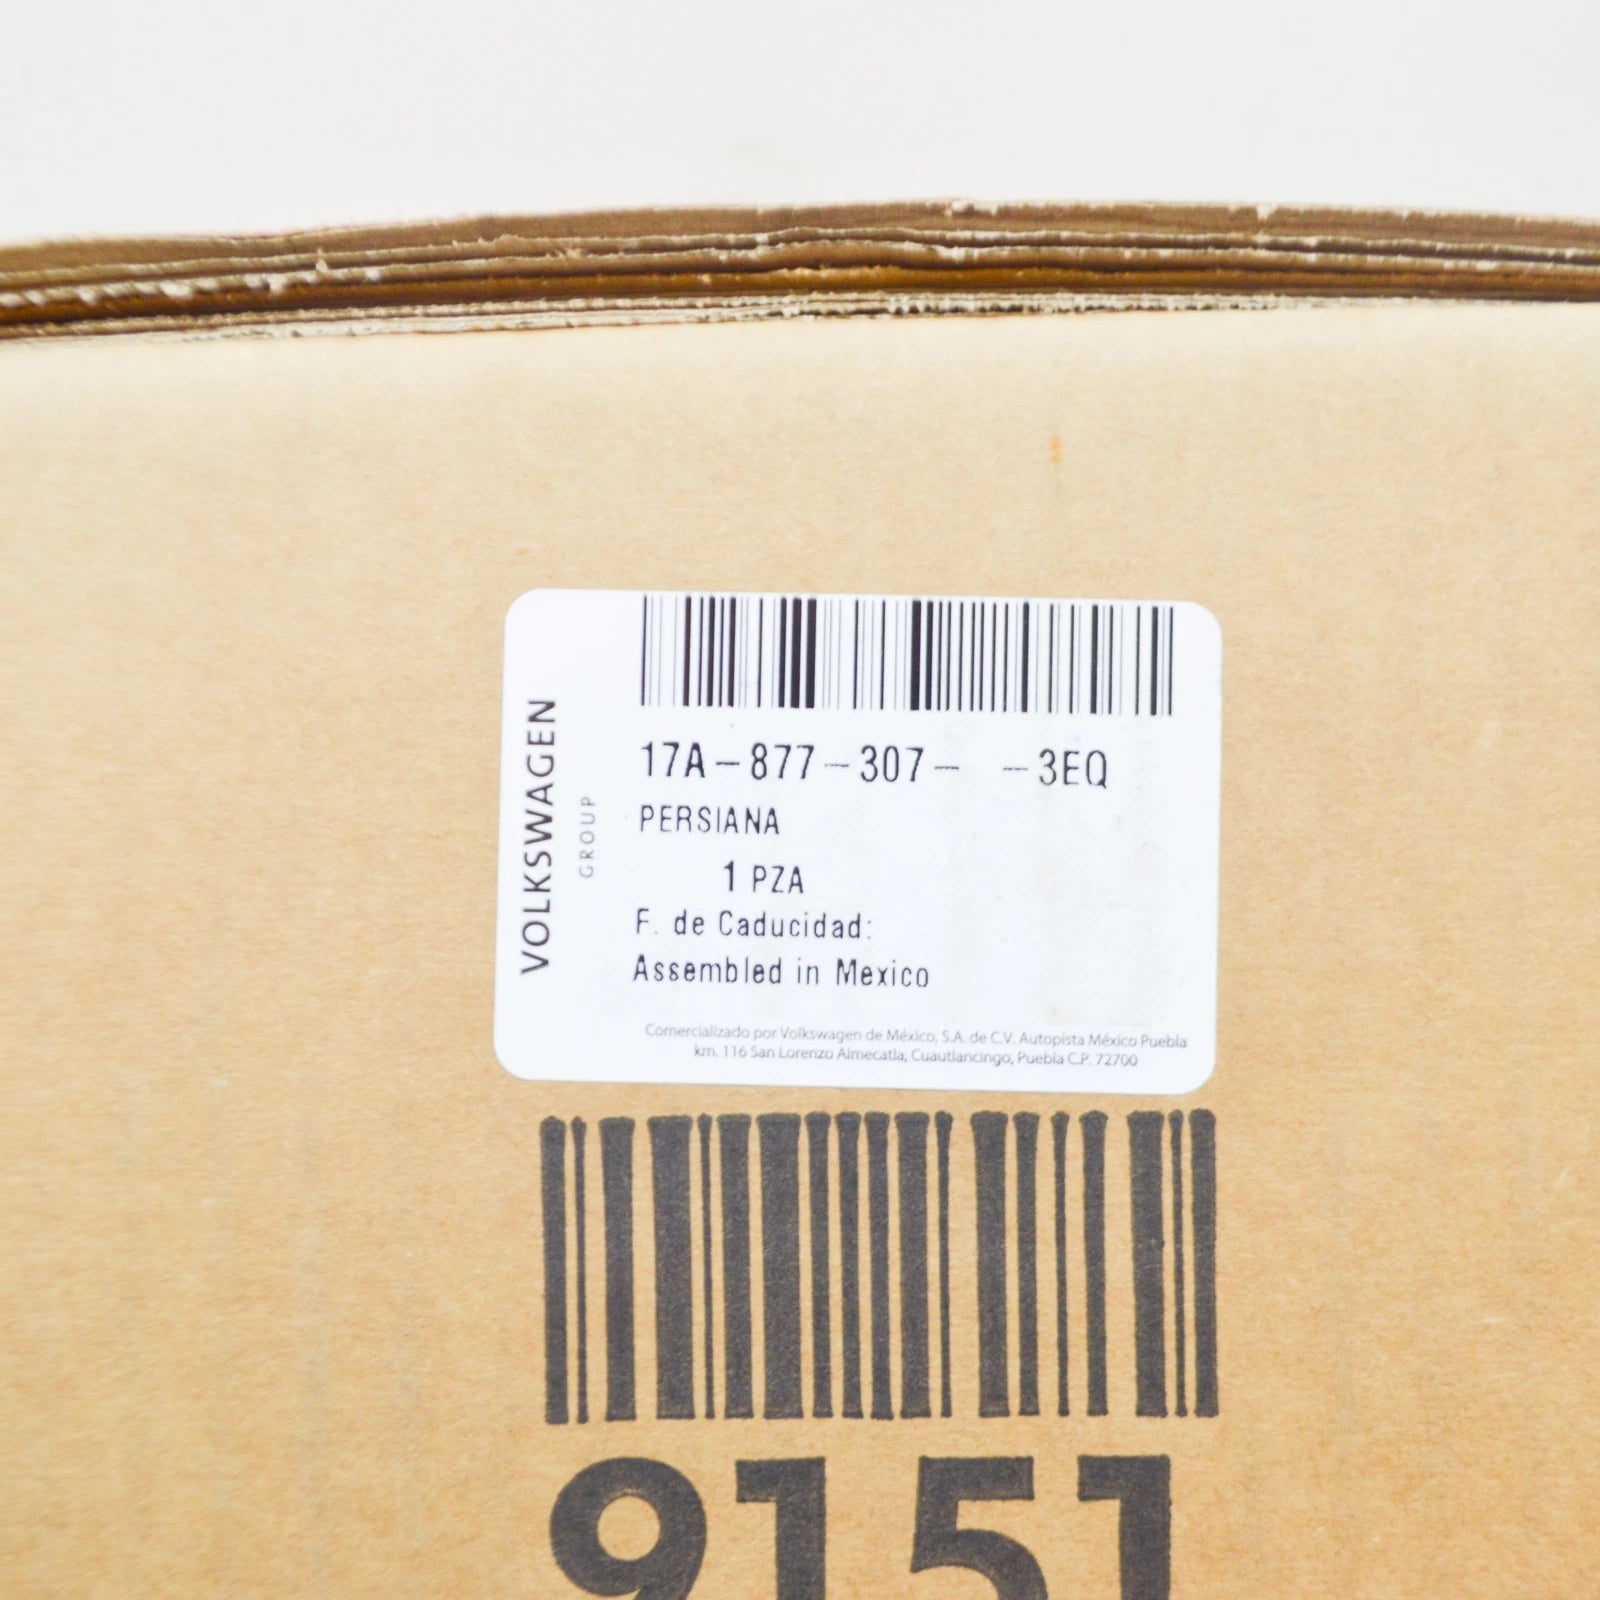 VOLKSWAGEN
GROUP
17A-877-307- -3EQ
PERSIANA
1 PZA
F. de Caducidad:
Assembled in Mexico
Comercializado por Volkswagen de México, S.A. de C.V. Autopista México Puebla
km. 116 San Lorenzo Almecatla, Cuautlancingo, Puebla C.P. 72700
9151